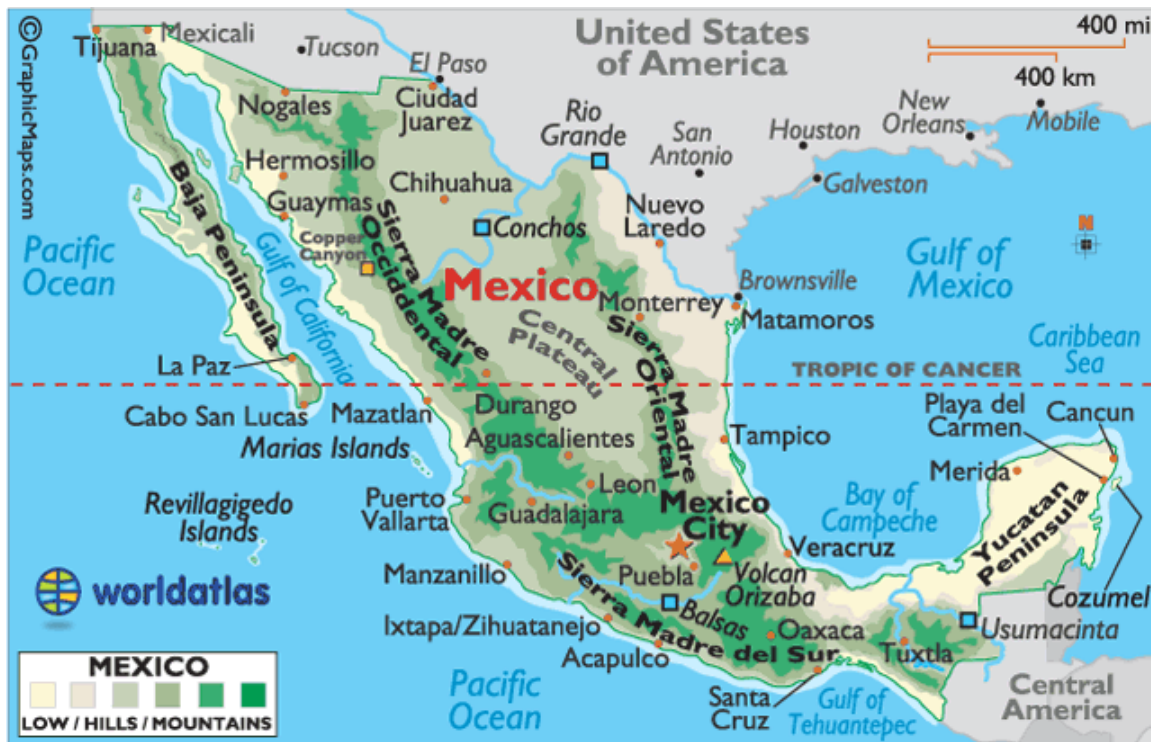 ©GraphicMaps.com
Tijuana
Mexicali
Tucson
El Paso
United States
of America
400 mi
400 km
Nogales
Ciudad
Juarez
Rio
Grande
San
Antonio
Houston
New
Orleans
Mobile
Galveston
Hermosillo
Chihuahua
Guaymas
Baja Peninsula
Copper
Canyon
Conchos
Nuevo
Laredo
N
Pacific
Ocean
Gulf of California
Sierra Madre
Occiddental
Mexico
Gulf of
Mexico
Brownsville
Monterrey
Matamoros
Central
Plateau
Sierra Madre
Oriental
Caribbean
Sea
La Paz
TROPIC OF CANCER
Cabo San Lucas
Mazatlan
Durango
Playa del
Carmen
Cancun
Marias Islands
Aguascalientes
Tampico
Merida
Revillagigedo
Islands
Puerto
Vallarta
Leon
Guadalajara
Mexico
City
Bay of
Campeche
Yucatan
Peninsula
Veracruz
Manzanillo
Puebla
Volcan
Orizaba
Cozumel
worldatlas
Ixtapa/Zihuatanejo
Balsas
Sierra Madre del Sur
Oaxaca
Usumacinta
Acapulco
Tuxtla
MEXICO
LOW / HILLS / MOUNTAINS
Pacific
Ocean
Santa
Cruz
Gulf of
Tehuantepec
Central
America